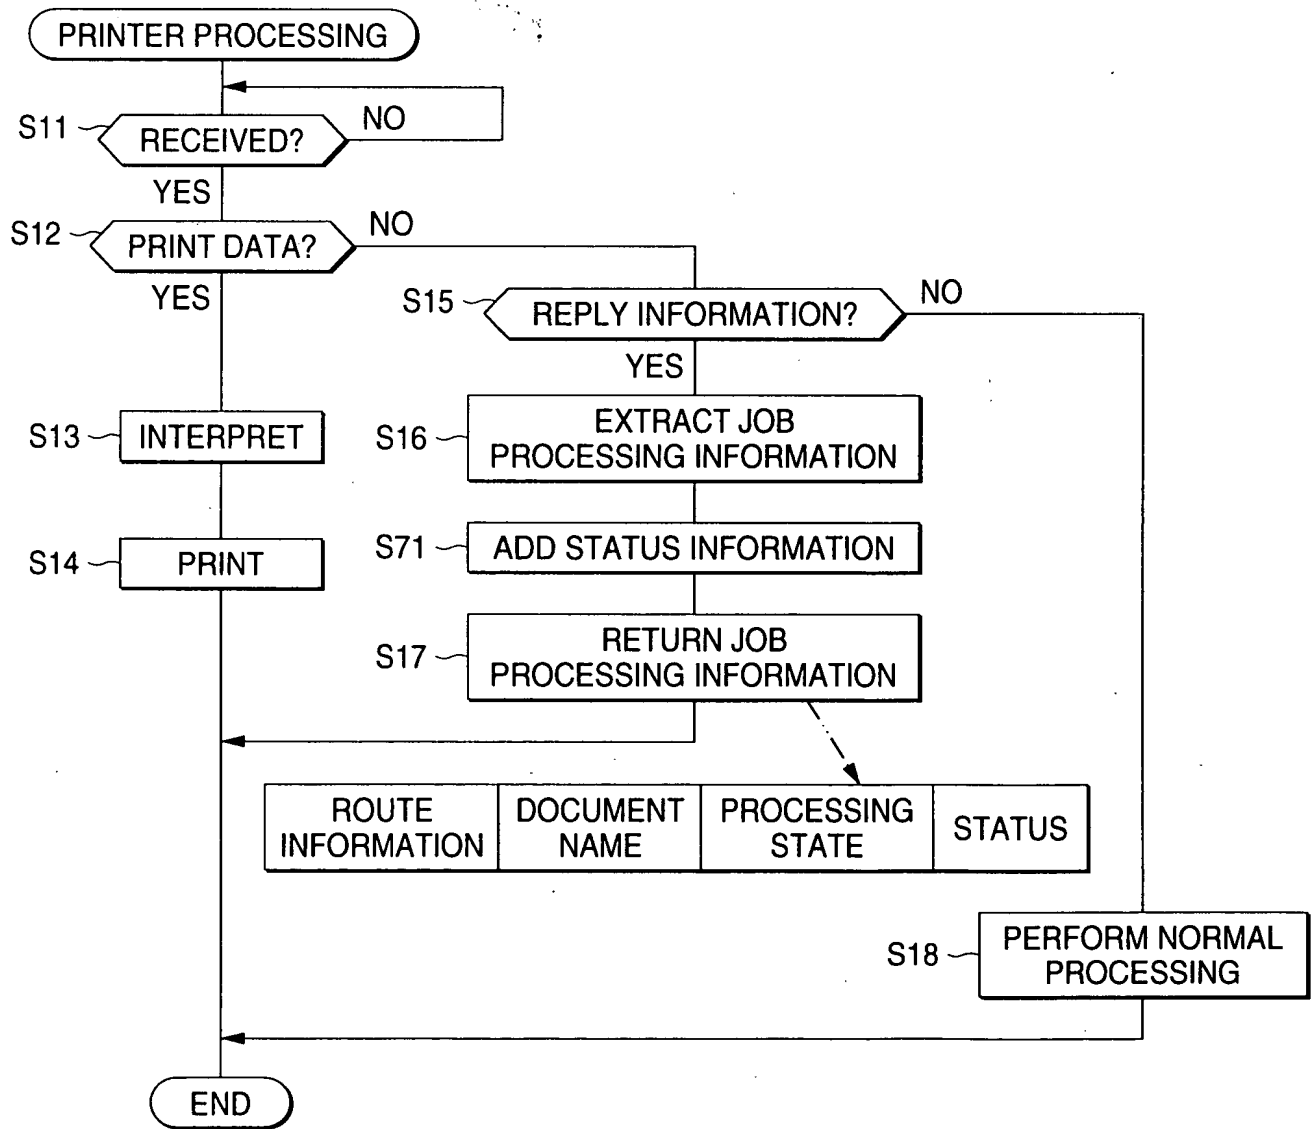 PRINTER PROCESSING
S11
RECEIVED?
NO
YES
S12
PRINT DATA?
NO
YES
S15
REPLY INFORMATION?
NO
YES
S13
INTERPRET
S16
EXTRACT JOB
PROCESSING INFORMATION
S14
PRINT
S71
ADD STATUS INFORMATION
S17
RETURN JOB
PROCESSING INFORMATION
ROUTE
INFORMATION
DOCUMENT
NAME
PROCESSING
STATE
STATUS
S18
PERFORM NORMAL
PROCESSING
END